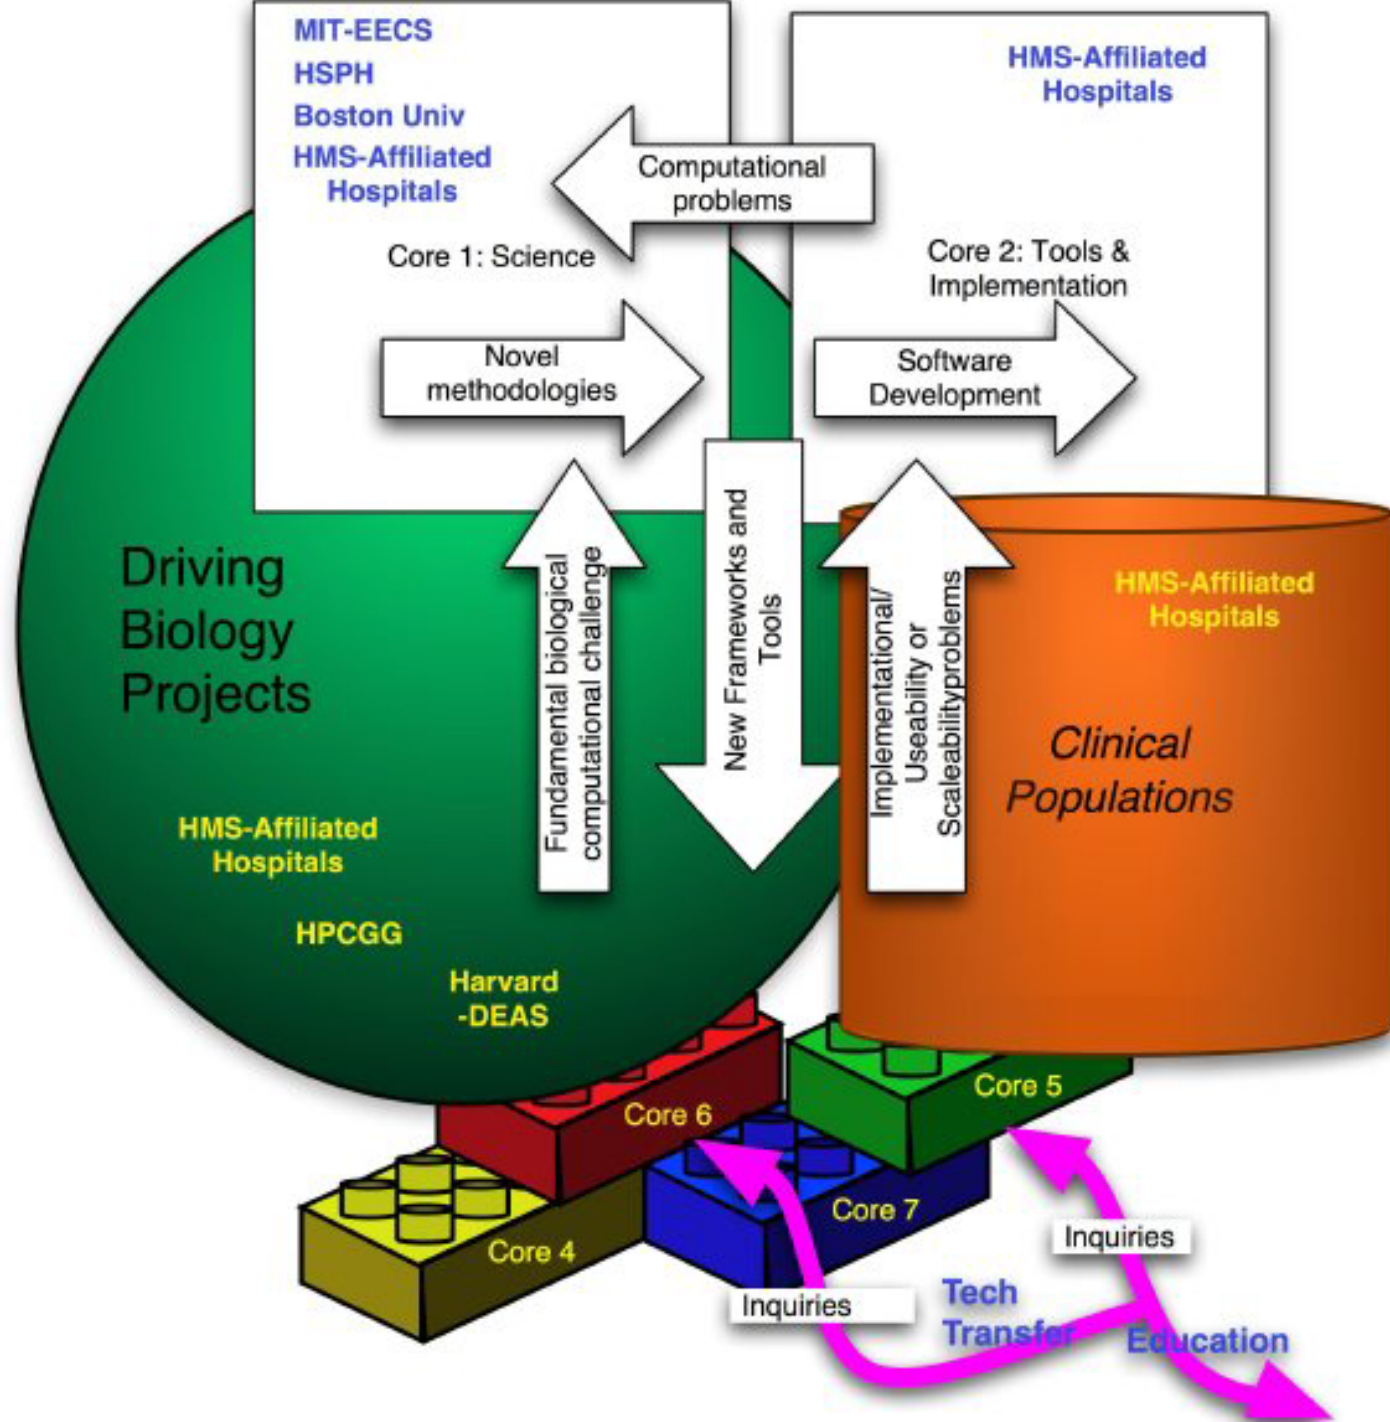 MIT-EECS
HSPH
Boston Univ
HMS-Affiliated
Hospitals
HMS-Affiliated
Hospitals
Computational
problems
Core 1: Science
Core 2: Tools &
Implementation
Novel
methodologies
Software
Development
Driving
Biology
Projects
Fundamental biological
computational challenge
New Frameworks and
Tools
Implementational/
Useability or
Scaleabilityproblems
HMS-Affiliated
Hospitals
Clinical
Populations
HMS-Affiliated
Hospitals
HPCGG
Harvard
-DEAS
Core 6
Core 5
Core 4
Core 7
Inquiries
Inquiries
Tech
Transfer
Education